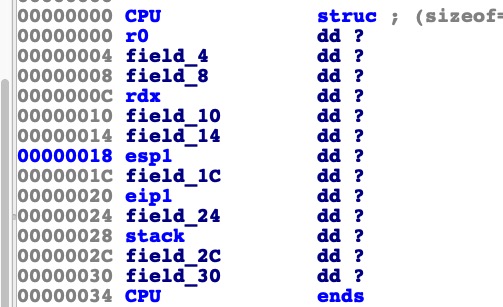 00000000 CPU struc ; (sizeof=
00000000 r0 dd ?
00000004 field_4 dd ?
00000008 field_8 dd ?
0000000C rdx dd ?
00000010 field_10 dd ?
00000014 field_14 dd ?
00000018 esp1 dd ?
0000001C field_1C dd ?
00000020 eip1 dd ?
00000024 field_24 dd ?
00000028 stack dd ?
0000002C field_2C dd ?
00000030 field_30 dd ?
00000034 CPU ends